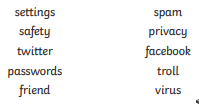 settings spam
safety privacy
twitter facebook
passwords troll
friend virus